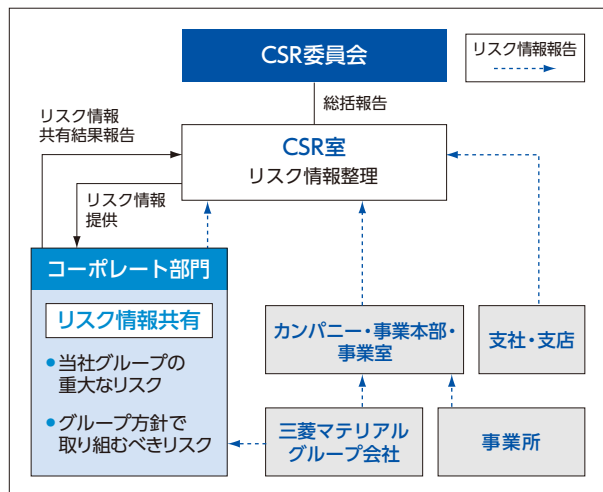 CSR委員会
リスク情報報告
総括報告
リスク情報
共有結果報告
CSR室
リスク情報整理
リスク情報
提供
コーポレート部門
リスク情報共有
●当社グループの
重大なリスク
●グループ方針で
取り組むべきリスク
カンパニー・事業本部・
事業室
支社・支店
三菱マテリアル
グループ会社
事業所